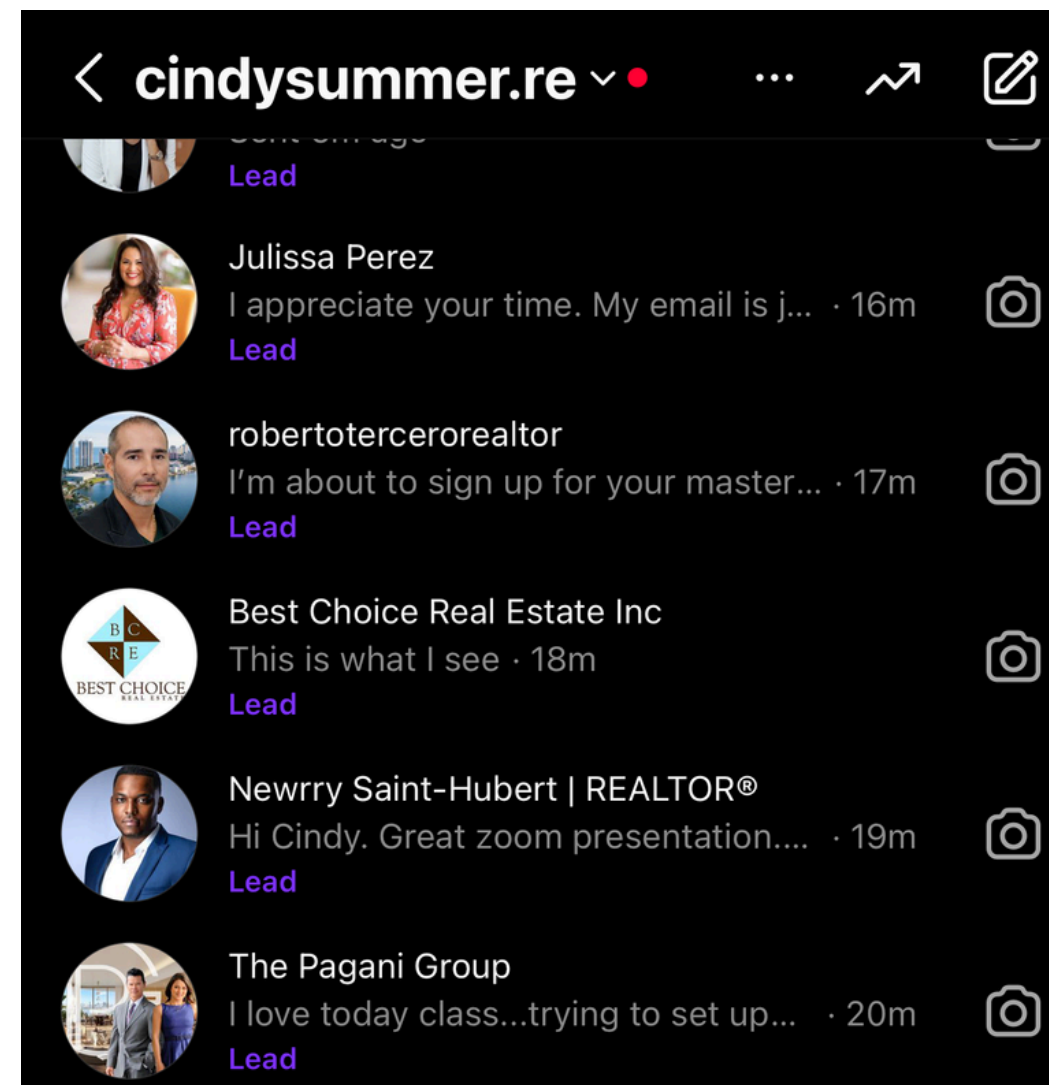 cindysummer.re
Lead
Julissa Perez
I appreciate your time. My email is j... · 16m
Lead
robertotercerorealtor
I'm about to sign up for your master... · 17m
Lead
B C
R E
BEST CHOICE
REAL ESTATE
Best Choice Real Estate Inc
This is what I see · 18m
Lead
Newrry Saint-Hubert | REALTOR®
Hi Cindy. Great zoom presentation.... · 19m
Lead
The Pagani Group
I love today class...trying to set up... · 20m
Lead